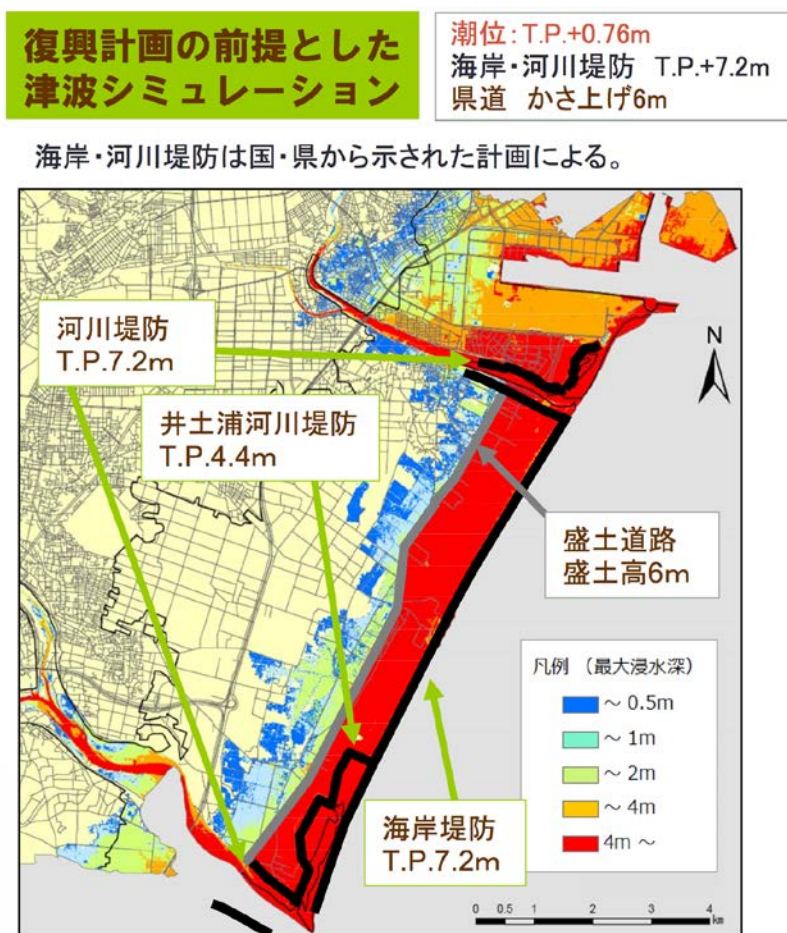 復興計画の前提とした
津波シミュレーション
潮位:T.P.+0.76m
海岸・河川堤防 T.P.+7.2m
県道 かさ上げ6m
海岸・河川堤防は国・県から示された計画による。
河川堤防
T.P.7.2m
N
井土浦河川堤防
T.P.4.4m
盛土道路
盛土高6m
凡例 (最大浸水深)
~ 0.5m
~ 1m
~ 2m
~ 4m
4m ~
海岸堤防
T.P.7.2m
0 0.5 1 2 3 4
km